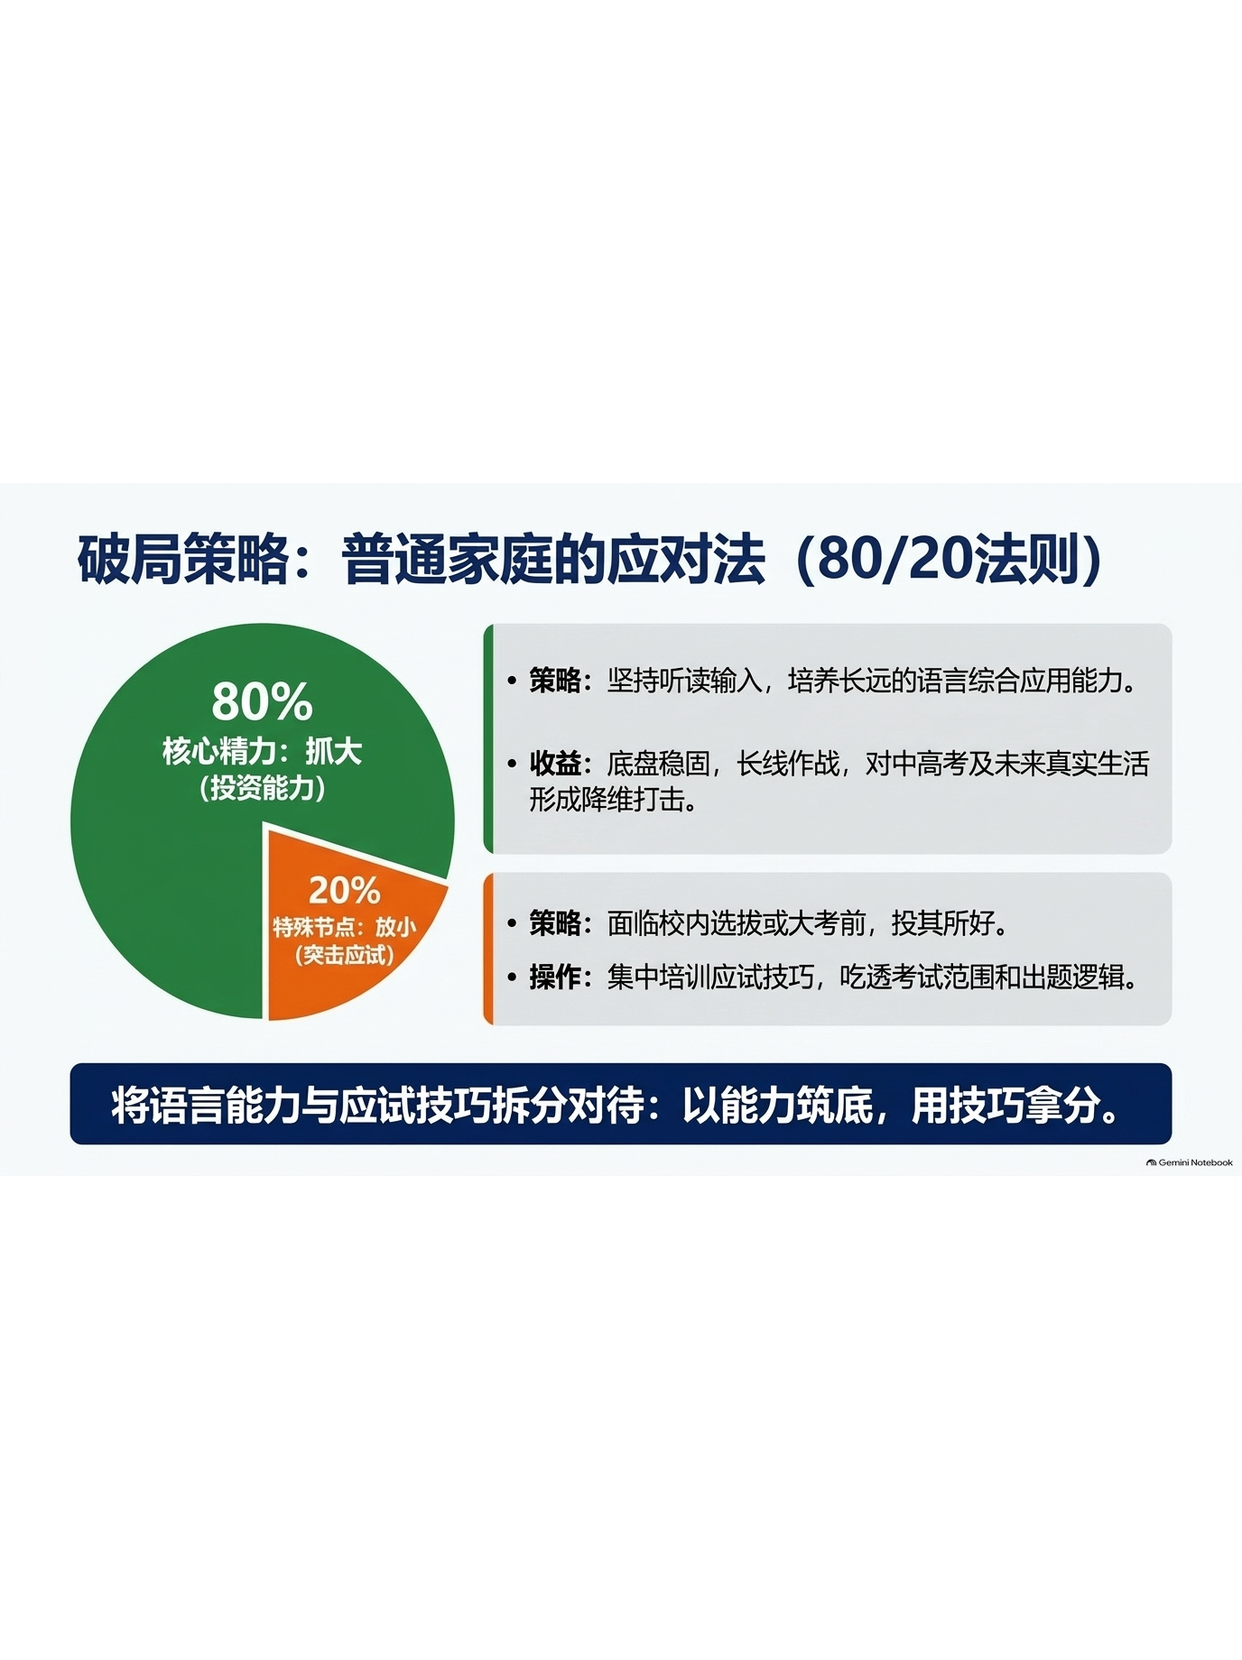 破局策略：普通家庭的应对法（80/20法则）
80%
核心精力：抓大
（投资能力）
20%
特殊节点：放小
（突击应试）
• 策略：坚持听读输入，培养长远的语言综合应用能力。
• 收益：底盘稳固，长线作战，对中高考及未来真实生活
形成降维打击。
• 策略：面临校内选拔或大考前，投其所好。
• 操作：集中培训应试技巧，吃透考试范围和出题逻辑。
将语言能力与应试技巧拆分对待：以能力筑底，用技巧拿分。
Gemini Notebook